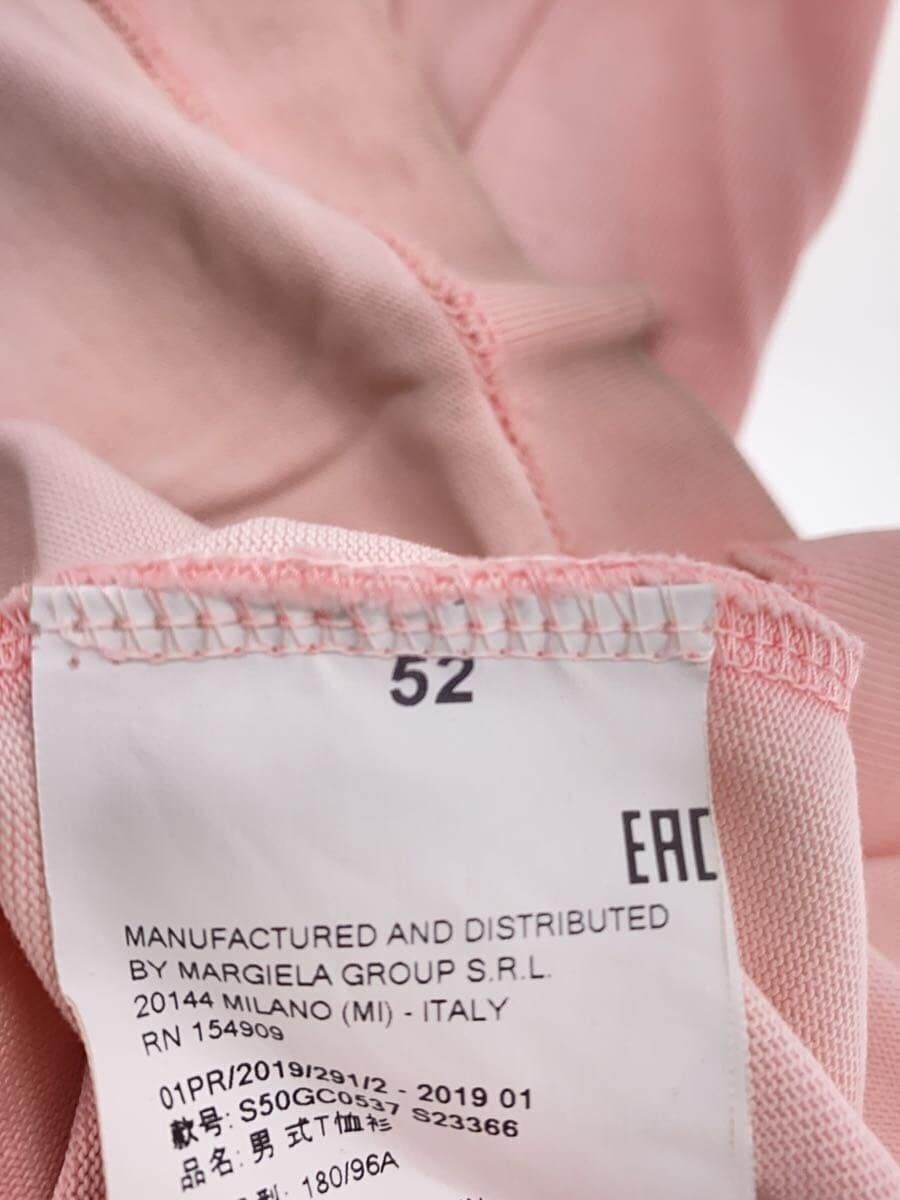 52
EAC
MANUFACTURED AND DISTRIBUTED
BY MARGIELA GROUP S.R.L.
20144 MILANO (MI) - ITALY
RN 154909
01PR/2019/291/2 - 2019 01
款号: S50GC0537 S23366
品名: 男 式T恤衫
型: 180/96A